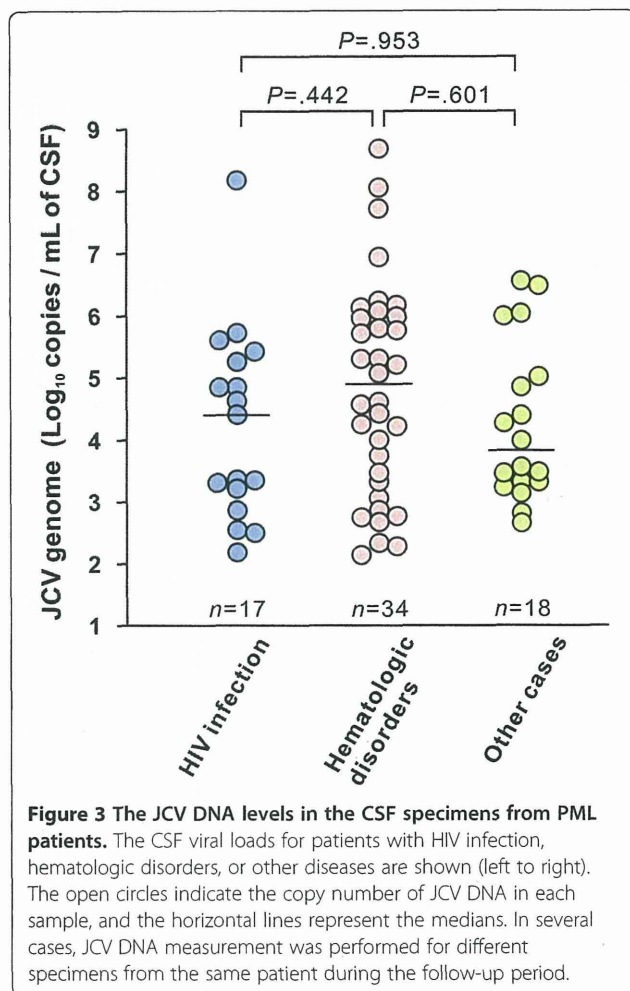 P=.953
P=.442
P=.601
JCV genome (Log₁₀ copies / mL of CSF)
9
8
7
6
5
4
3
2
1
n=17
n=34
n=18
HIV infection
Hematologic
disorders
Other cases
Figure 3 The JCV DNA levels in the CSF specimens from PML
patients. The CSF viral loads for patients with HIV infection,
hematologic disorders, or other diseases are shown (left to right).
The open circles indicate the copy number of JCV DNA in each
sample, and the horizontal lines represent the medians. In several
cases, JCV DNA measurement was performed for different
specimens from the same patient during the follow-up period.